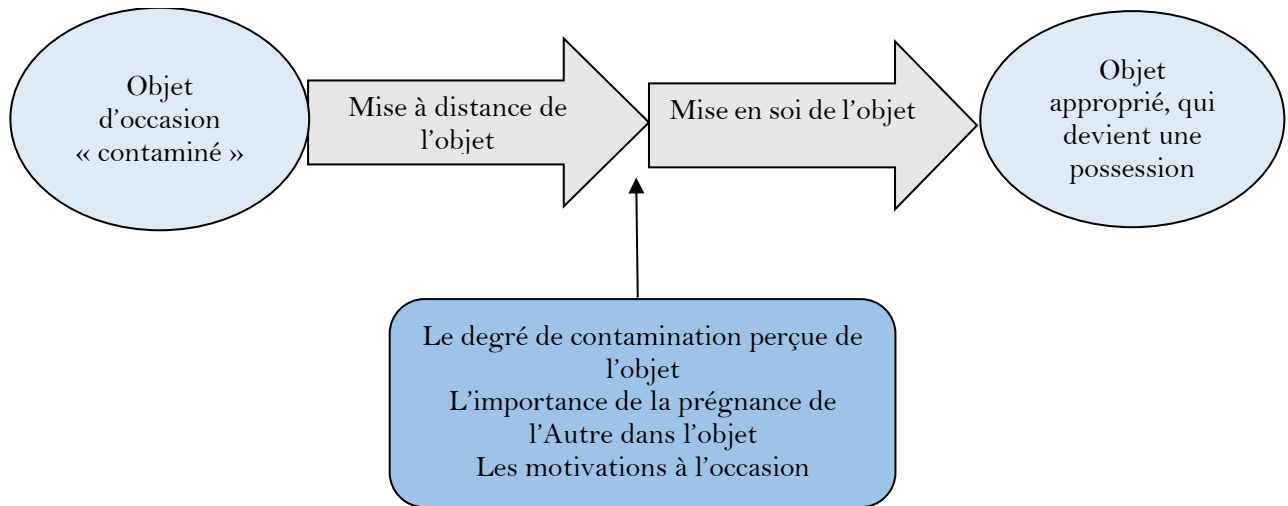 Objet
d'occasion
« contaminé »
Mise à distance de
l'objet
Mise en soi de l'objet
Objet
approprié, qui
devient une
possession
Le degré de contamination perçue de
l'objet
L'importance de la prégnance de
l'Autre dans l'objet
Les motivations à l'occasion